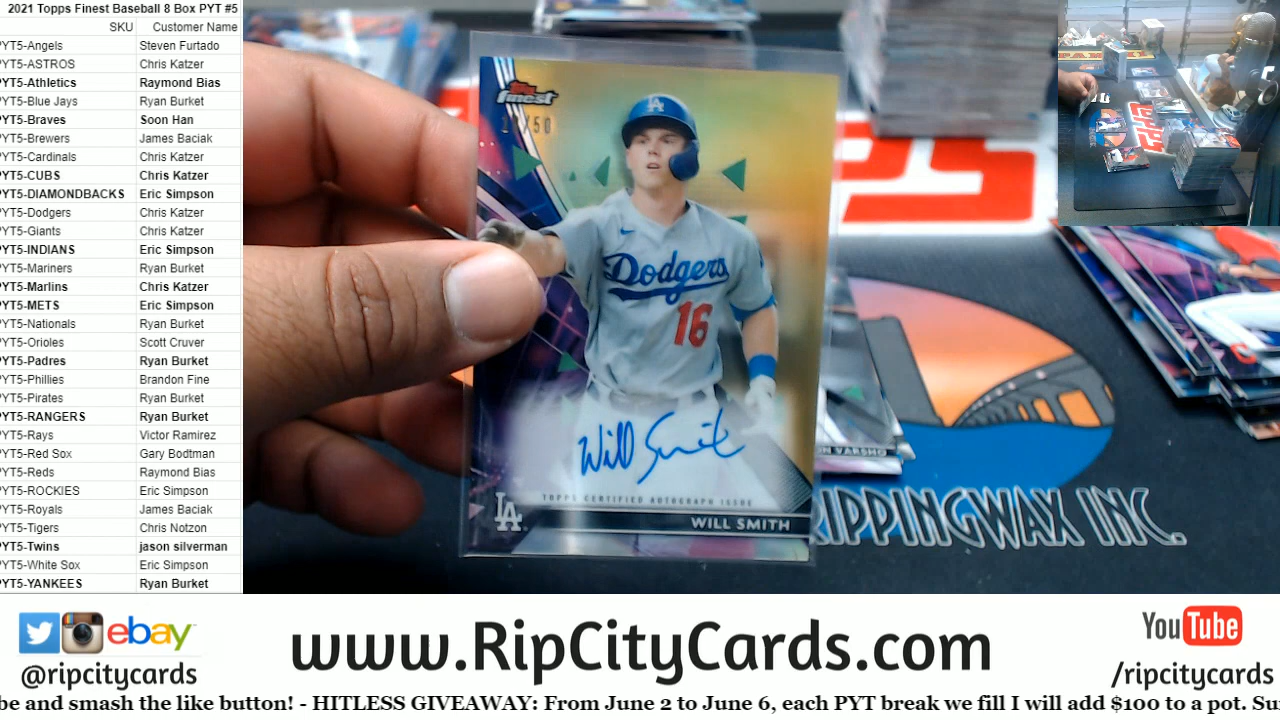 2021 Topps Finest Baseball 8 Box PYT #5
SKU Customer Name
PYT5-Angels Steven Furtado
PYT5-ASTROS Chris Katzer
PYT5-Athletics Raymond Bias
PYT5-Blue Jays Ryan Burket
PYT5-Braves Soon Han
PYT5-Brewers James Baciak
PYT5-Cardinals Chris Katzer
PYT5-CUBS Chris Katzer
PYT5-DIAMONDBACKS Eric Simpson
PYT5-Dodgers Chris Katzer
PYT5-Giants Chris Katzer
PYT5-INDIANS Eric Simpson
PYT5-Mariners Ryan Burket
PYT5-Marlins Chris Katzer
PYT5-METS Eric Simpson
PYT5-Nationals Ryan Burket
PYT5-Orioles Scott Cruver
PYT5-Padres Ryan Burket
PYT5-Phillies Brandon Fine
PYT5-Pirates Ryan Burket
PYT5-RANGERS Ryan Burket
PYT5-Rays Victor Ramirez
PYT5-Red Sox Gary Bodtman
PYT5-Reds Raymond Bias
PYT5-ROCKIES Eric Simpson
PYT5-Royals James Baciak
PYT5-Tigers Chris Notzon
PYT5-Twins jason silverman
PYT5-White Sox Eric Simpson
PYT5-YANKEES Ryan Burket
Topps
finest
/50
LA
Dodgers
16
Will Smith
TOPPS CERTIFIED AUTOGRAPH ISSUE
LA
WILL SMITH
N VARSHO
RIPPINGWAX INC.
ebay
@ripcitycards
www.RipCityCards.com
YouTube
/ripcitycards
be and smash the like button! - HITLESS GIVEAWAY: From June 2 to June 6, each PYT break we fill I will add $100 to a pot. Su